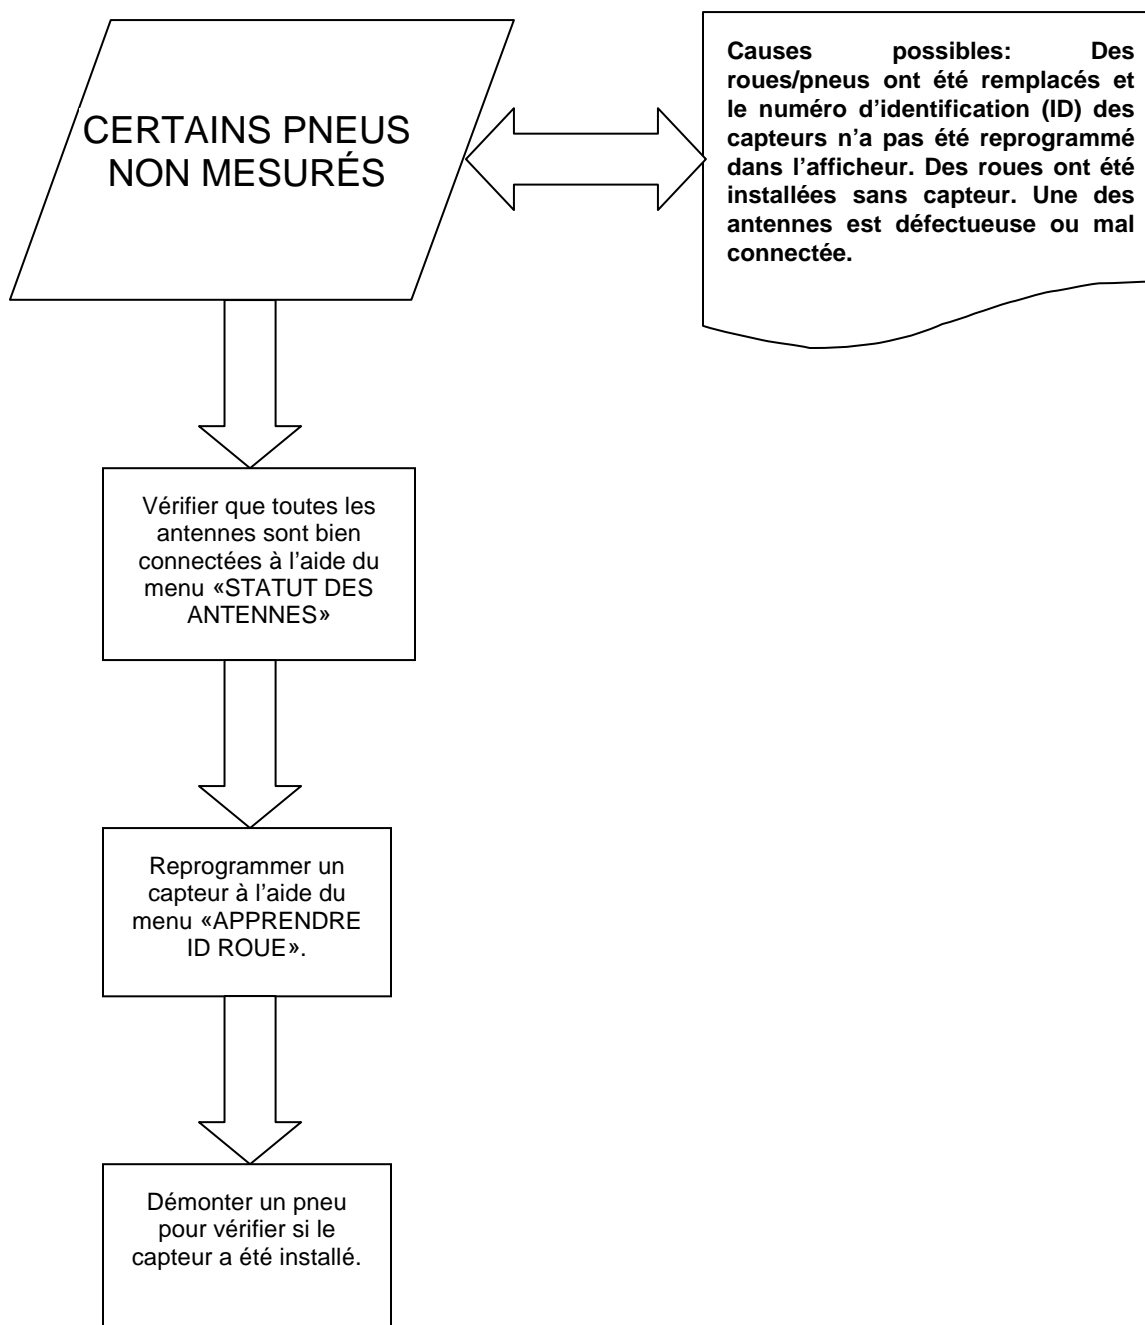 CERTAINS PNEUS
NON MESURÉS
Causes possibles: Des
roues/pneus ont été remplacés et
le numéro d'identification (ID) des
capteurs n'a pas été reprogrammé
dans l'afficheur. Des roues ont été
installées sans capteur. Une des
antennes est défectueuse ou mal
connectée.
Vérifier que toutes les
antennes sont bien
connectées à l'aide du
menu «STATUT DES
ANTENNES»
Reprogrammer un
capteur à l'aide du
menu «APPRENDRE
ID ROUE».
Démonter un pneu
pour vérifier si le
capteur a été installé.